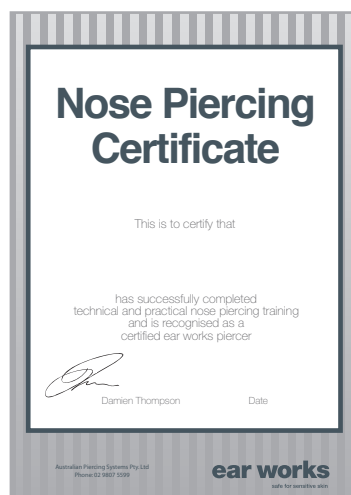 Nose Piercing
Certificate
This is to certify that
has successfully completed
technical and practical nose piercing training
and is recognised as a
certified ear works piercer
Damien Thompson Date
Australian Piercing Systems Pty. Ltd
Phone: 02 9807 3599
ear works
safe for sensitive skin